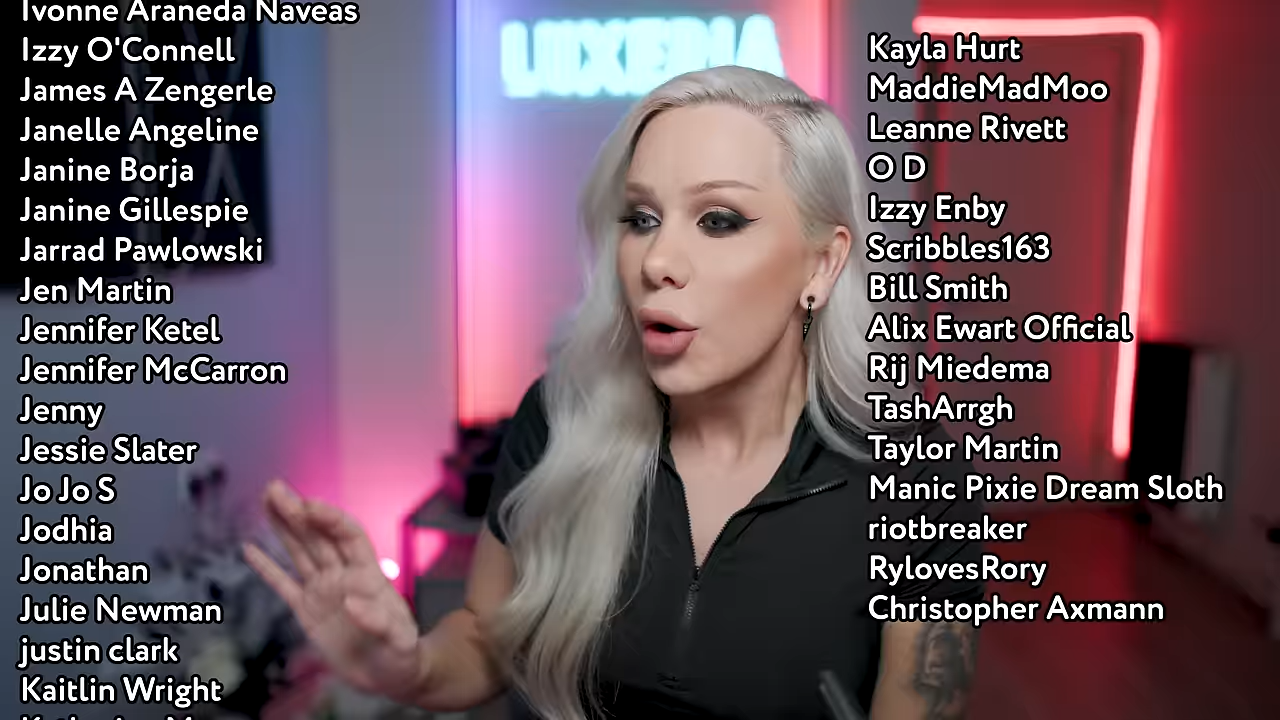 LUXERIA
Ivonne Araneda Naveas
Izzy O'Connell
James A Zengerle
Janelle Angeline
Janine Borja
Janine Gillespie
Jarrad Pawlowski
Jen Martin
Jennifer Ketel
Jennifer McCarron
Jenny
Jessie Slater
Jo Jo S
Jodhia
Jonathan
Julie Newman
justin clark
Kaitlin Wright
Kayla Hurt
MaddieMadMoo
Leanne Rivett
O D
Izzy Enby
Scribbles163
Bill Smith
Alix Ewart Official
Rij Miedema
TashArrgh
Taylor Martin
Manic Pixie Dream Sloth
riotbreaker
RylovesRory
Christopher Axmann